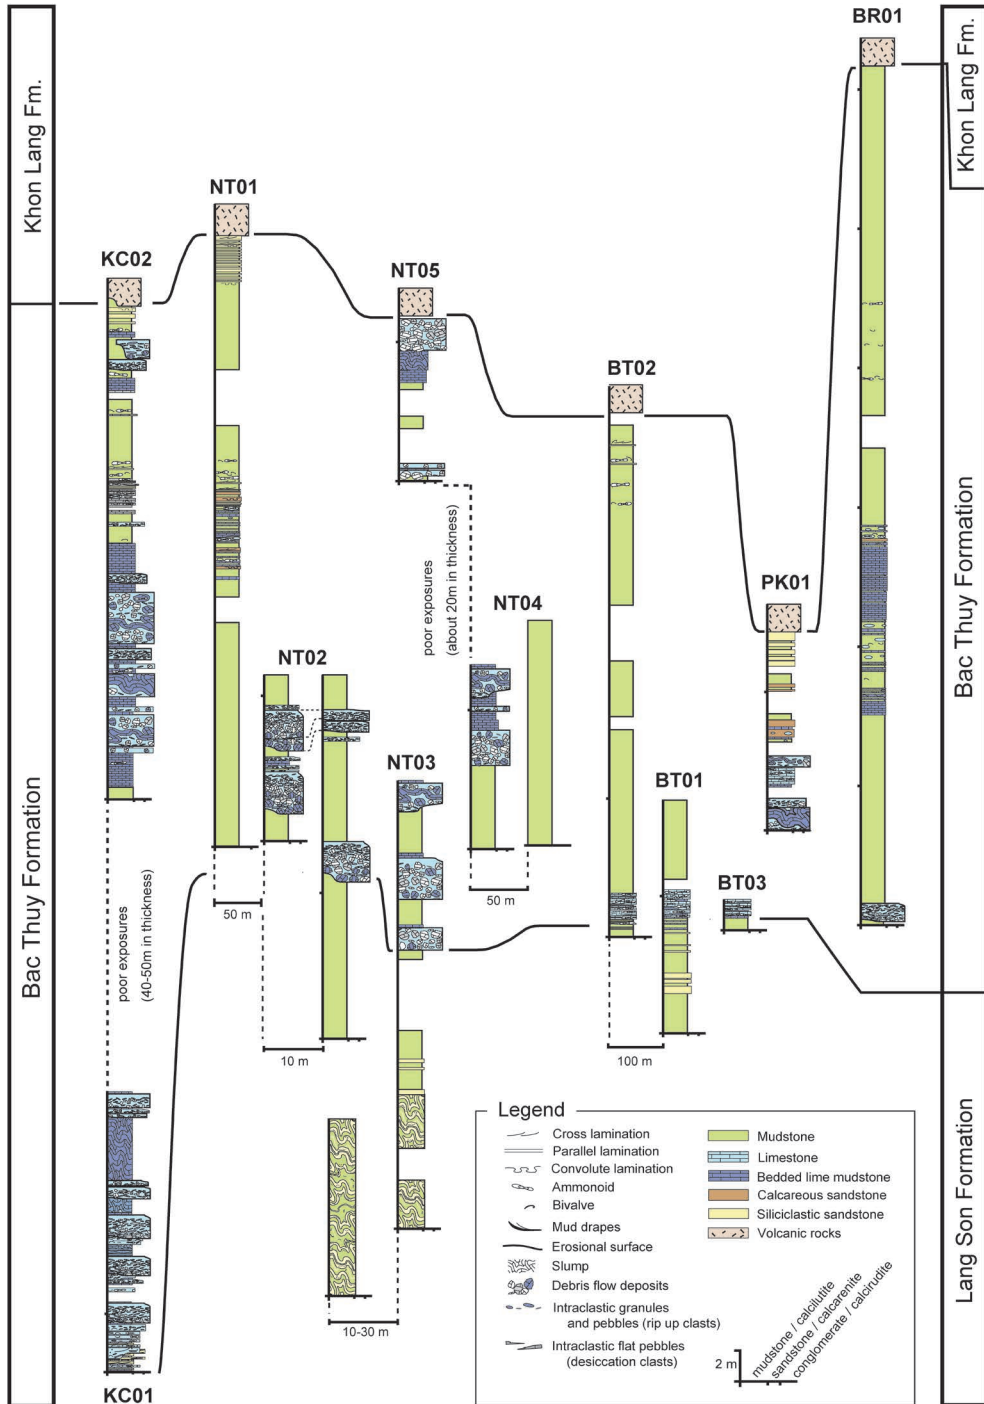 BR01
Khon Lang Fm.
Khon Lang Fm.
NT01
KC02
NT05
BT02
PK01
poor exposures
(about 20m in thickness)
NT04
NT02
NT03
BT01
BT03
Bac Thuy Formation
Bac Thuy Formation
poor exposures
(40-50m in thickness)
50 m
50 m
10 m
100 m
10-30 m
KC01
Lang Son Formation
Legend
Cross lamination
Parallel lamination
Convolute lamination
Ammonoid
Bivalve
Mud drapes
Erosional surface
Slump
Debris flow deposits
Intraclastic granules
and pebbles (rip up clasts)
Intraclastic flat pebbles
(desiccation clasts)
Mudstone
Limestone
Bedded lime mudstone
Calcareous sandstone
Siliciclastic sandstone
Volcanic rocks
2 m
mudstone / calcilutite
sandstone / calcarenite
conglomerate / calcirudite